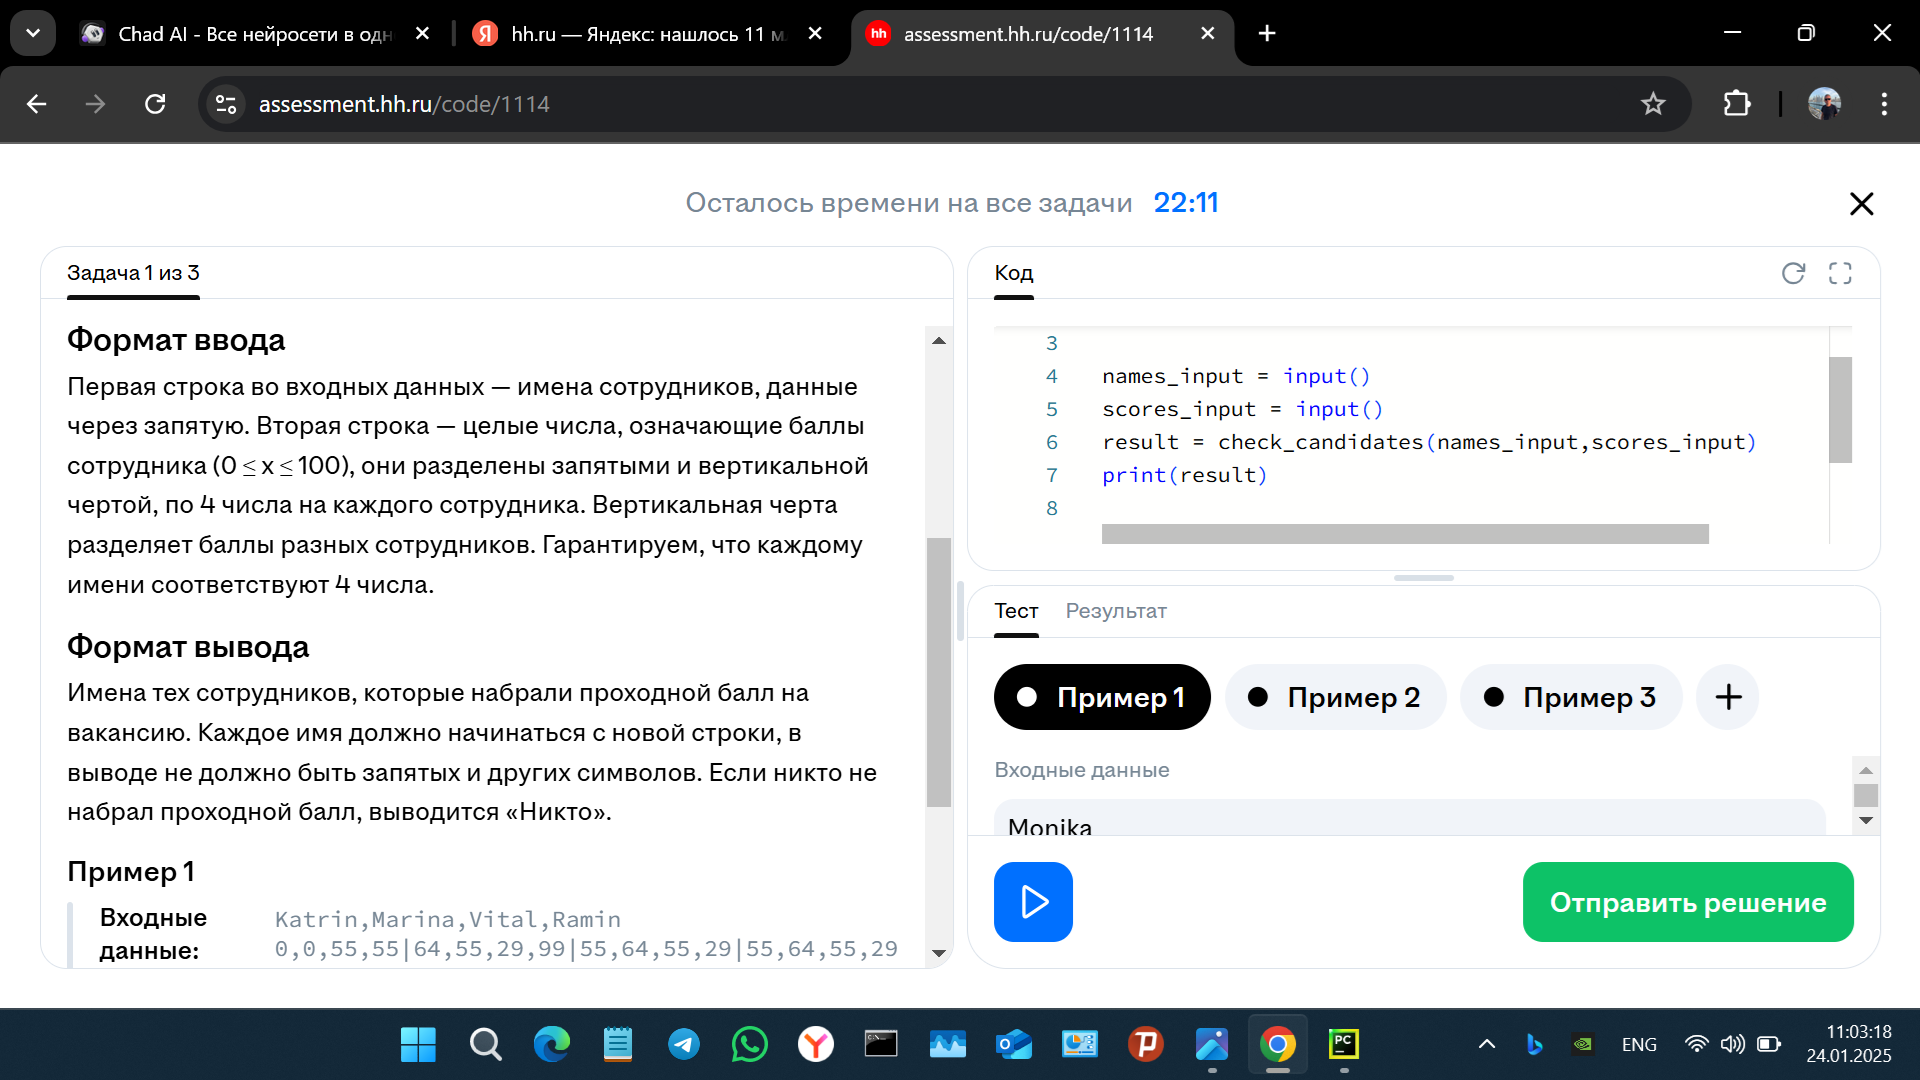 Chad AI - Все нейросети в одн
hh.ru — Яндекс: нашлось 11 м
hh
assessment.hh.ru/code/1114
assessment.hh.ru/code/1114
Осталось времени на все задачи 22:11
Задача 1 из 3
Формат ввода
Первая строка во входных данных — имена сотрудников, данные
через запятую. Вторая строка — целые числа, означающие баллы
сотрудника (0 ≤ x ≤ 100), они разделены запятыми и вертикальной
чертой, по 4 числа на каждого сотрудника. Вертикальная черта
разделяет баллы разных сотрудников. Гарантируем, что каждому
имени соответствуют 4 числа.
Формат вывода
Имена тех сотрудников, которые набрали проходной балл на
вакансию. Каждое имя должно начинаться с новой строки, в
выводе не должно быть запятых и других символов. Если никто не
набрал проходной балл, выводится «Никто».
Пример 1
Входные
данные:
Katrin,Marina,Vital,Ramin
0,0,55,55|64,55,29,99|55,64,55,29|55,64,55,29
Код
3
4 names_input = input()
5 scores_input = input()
6 result = check_candidates(names_input,scores_input)
7 print(result)
8
Тест Результат
Пример 1 Пример 2 Пример 3
Входные данные
Monika
Отправить решение
PC
ENG
11:03:18
24.01.2025